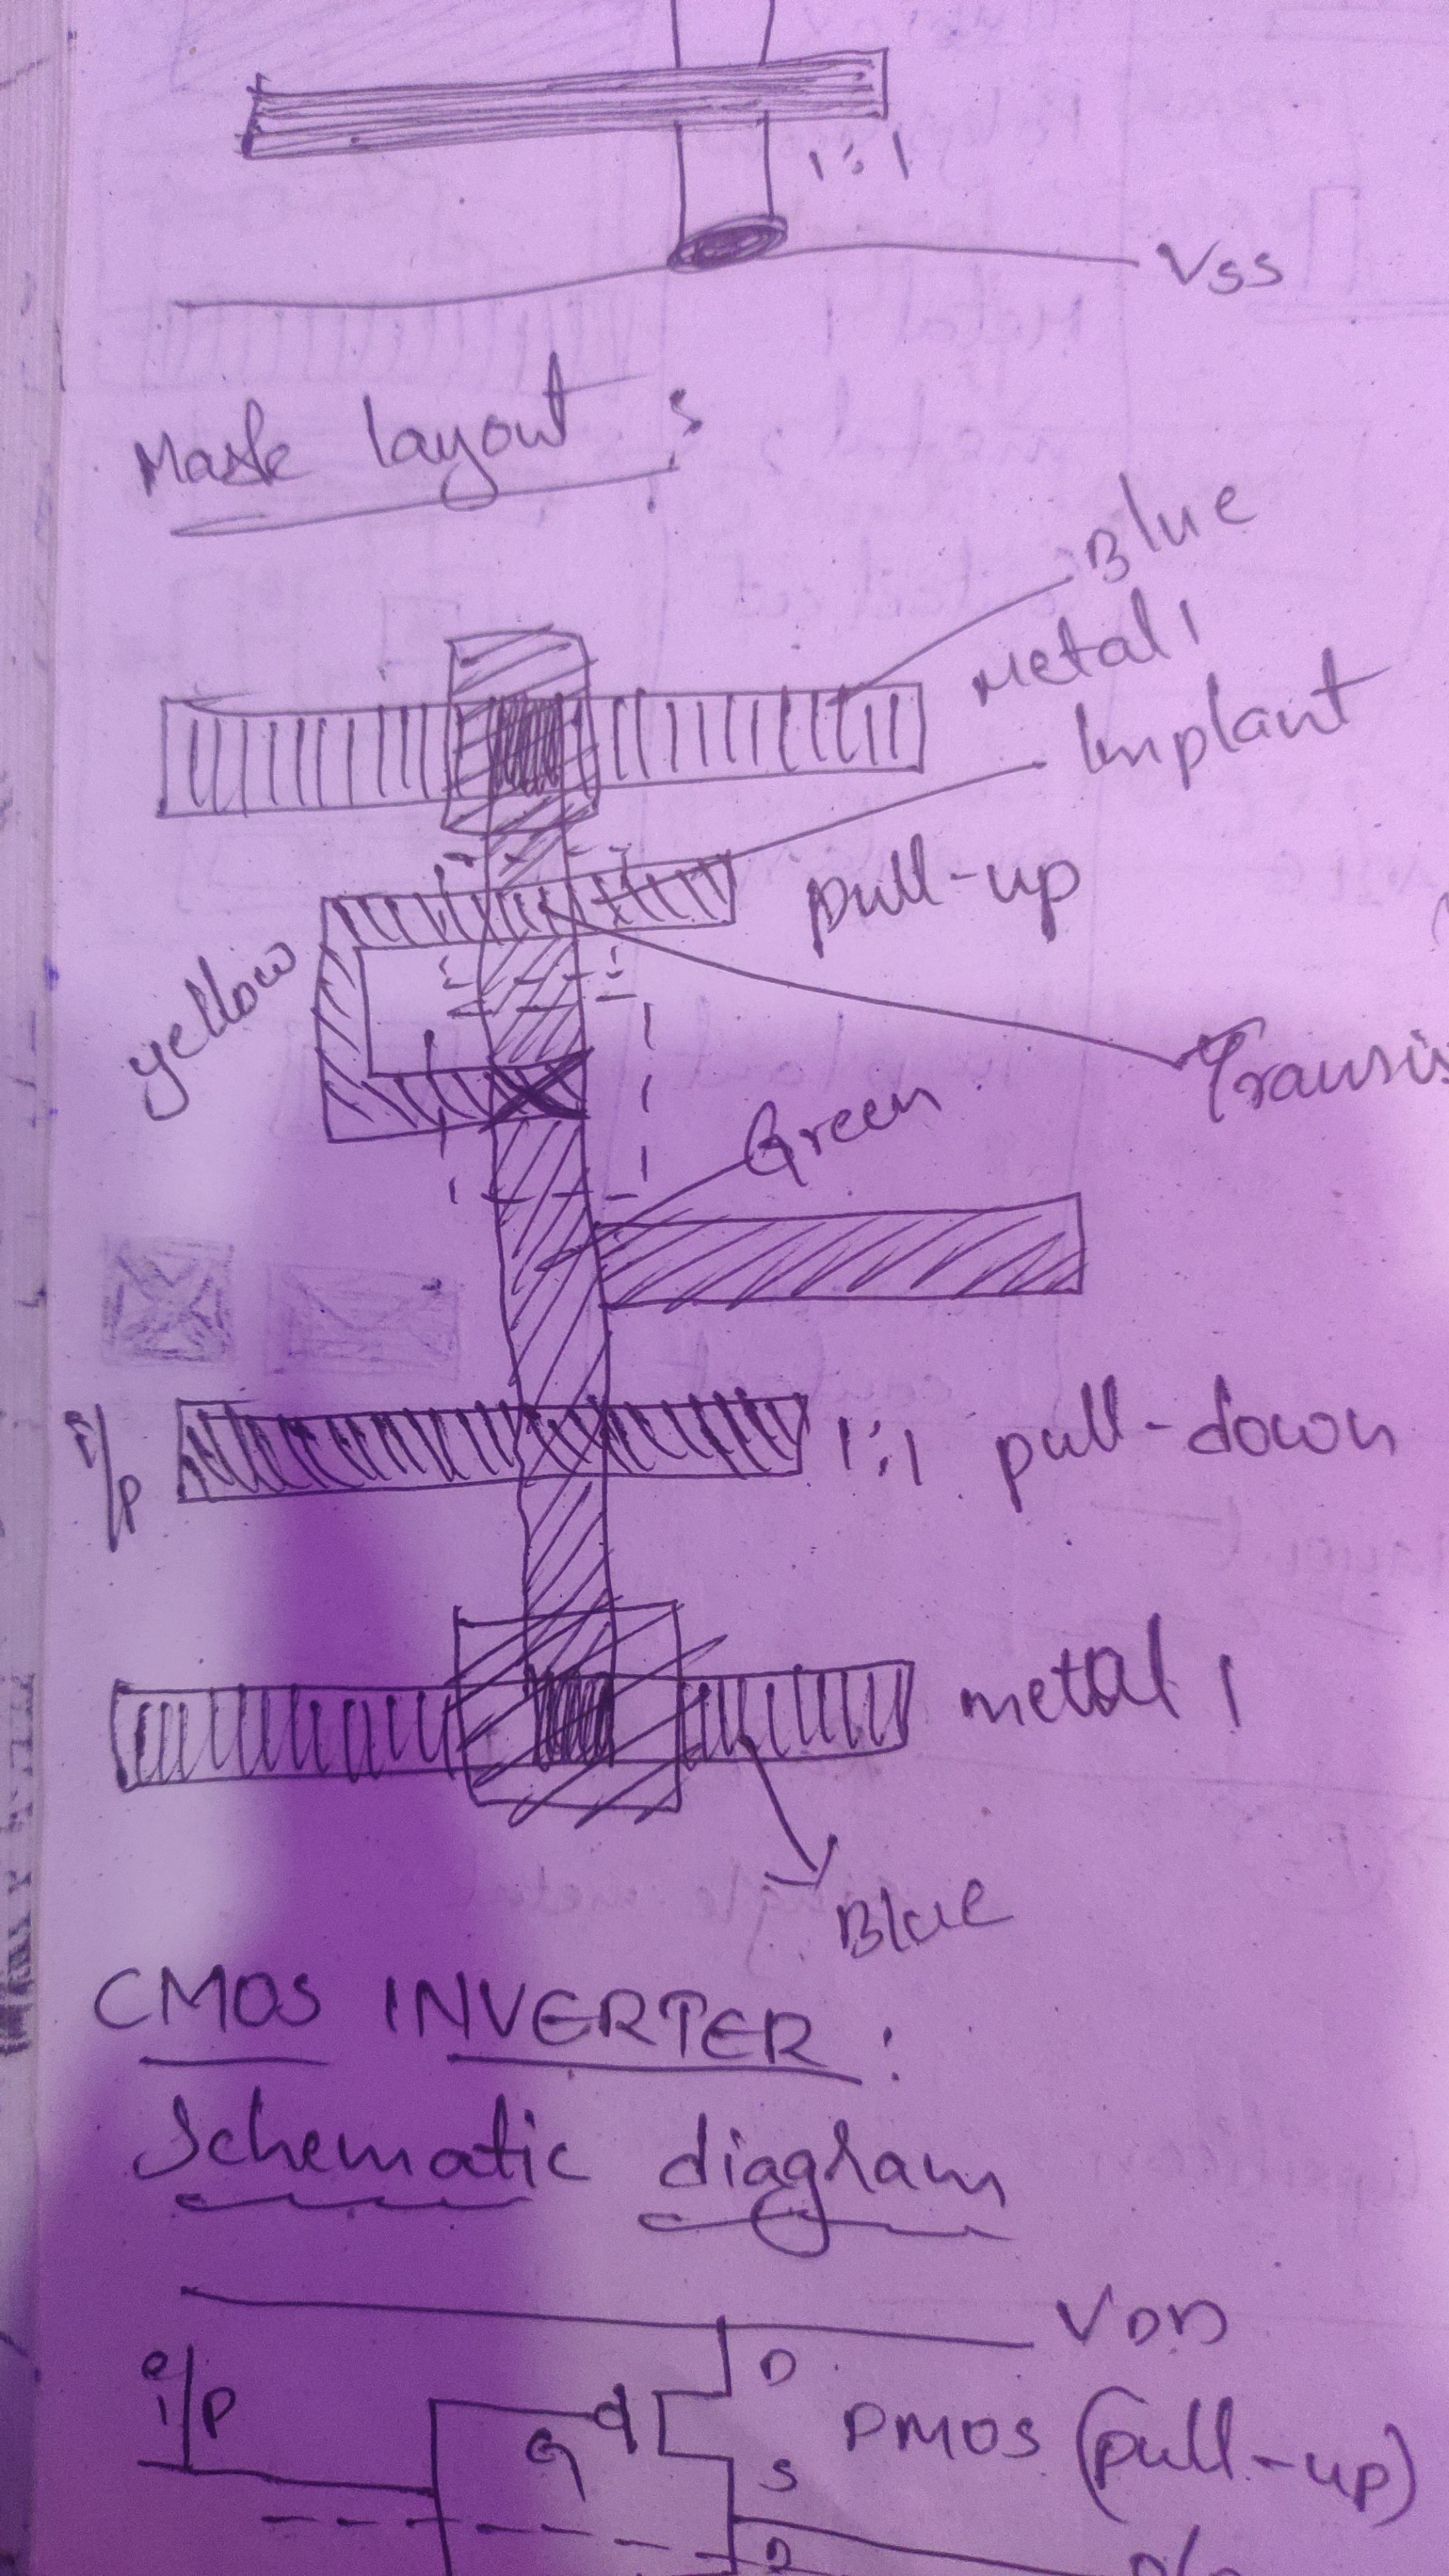 1:1
Vss
Mask layout :
Blue
Metal 1
Implant
pull-up
yellow
Green
i/p
1:1 pull-down
metal 1
Blue
CMOS INVERTER :
Schematic diagram
VDD
i/p
D
G
PMOS (pull-up)
S
D